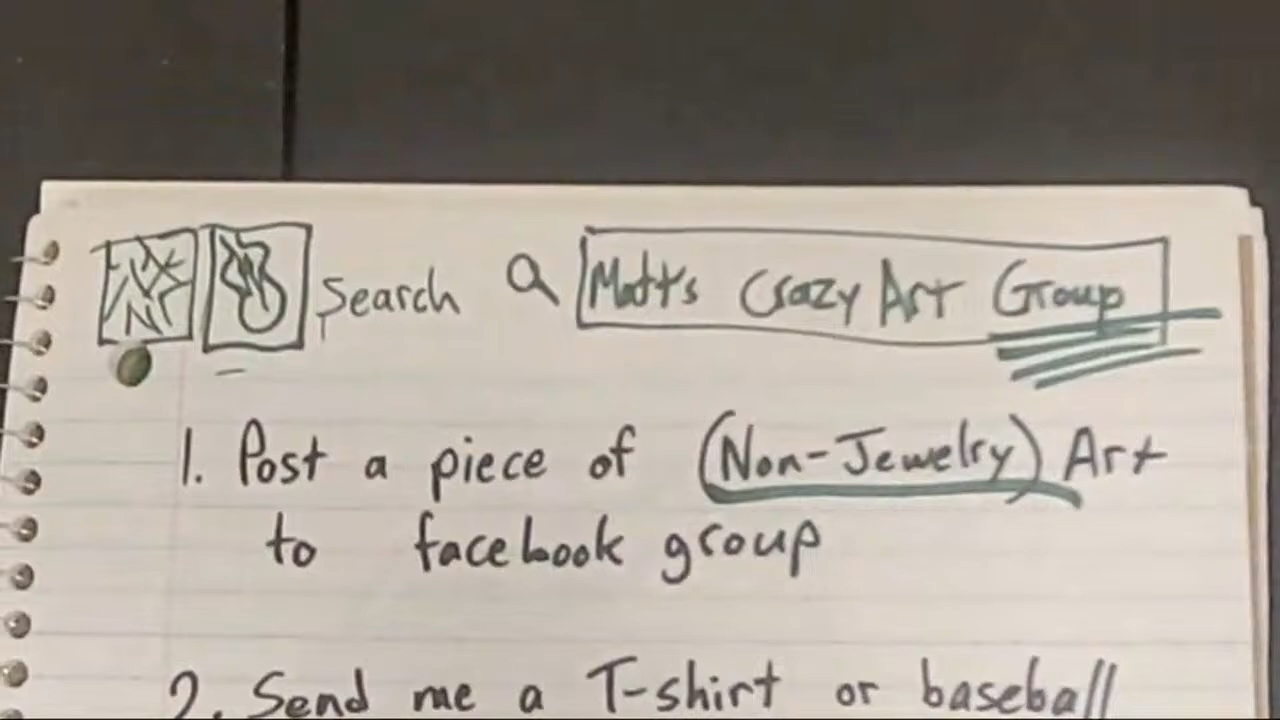 Search Matt's Crazy Art Group
1. Post a piece of (Non-Jewelry) Art
to facebook group
2. Send me a T-shirt or baseball